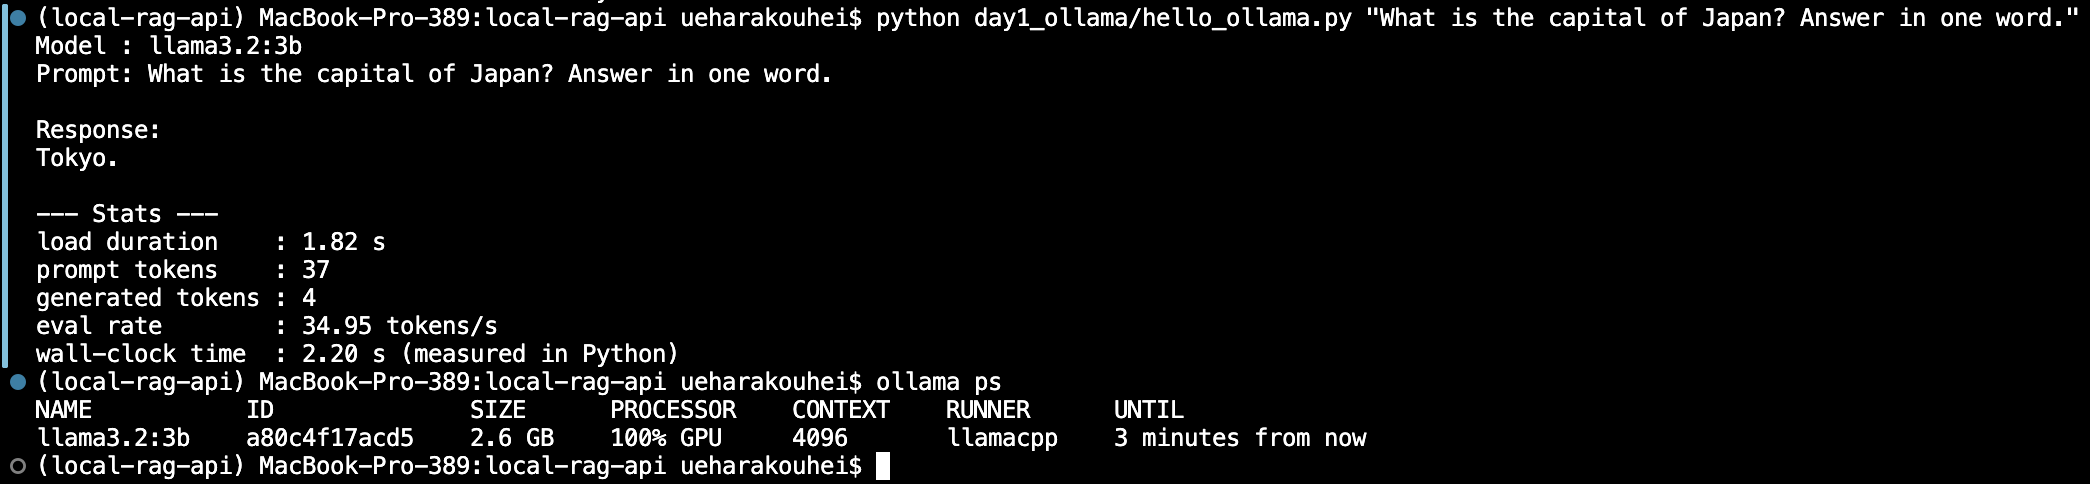 (local-rag-api) MacBook-Pro-389:local-rag-api ueharakouhei$ python day1_ollama/hello_ollama.py "What is the capital of Japan? Answer in one word."
Model : llama3.2:3b
Prompt: What is the capital of Japan? Answer in one word.

Response:
Tokyo.

--- Stats ---
load duration    : 1.82 s
prompt tokens    : 37
generated tokens : 4
eval rate        : 34.95 tokens/s
wall-clock time  : 2.20 s (measured in Python)
(local-rag-api) MacBook-Pro-389:local-rag-api ueharakouhei$ ollama ps
NAME           ID              SIZE      PROCESSOR    CONTEXT    RUNNER      UNTIL
llama3.2:3b    a80c4f17acd5    2.6 GB    100% GPU     4096       llamacpp    3 minutes from now
(local-rag-api) MacBook-Pro-389:local-rag-api ueharakouhei$